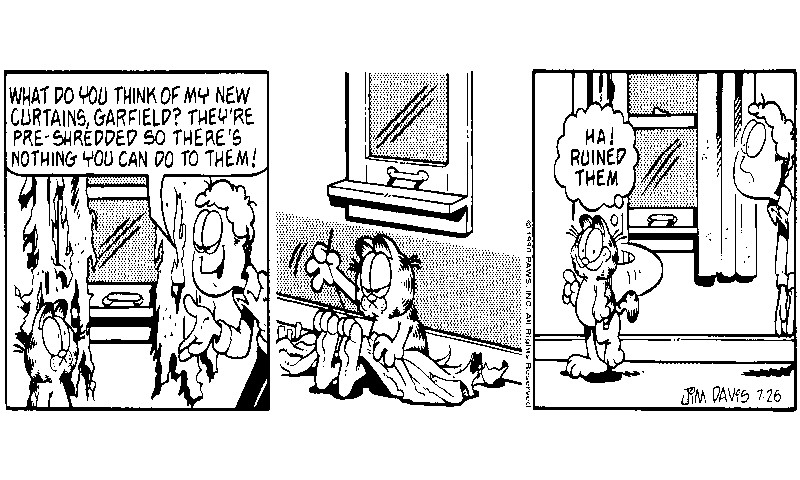 WHAT DO YOU THINK OF MY NEW
CURTAINS, GARFIELD? THEY'RE
PRE-SHREDDED SO THERE'S
NOTHING YOU CAN DO TO THEM!
© 1990 PAWS, INC. All Rights Reserved
HA!
RUINED
THEM
JIM DAVIS 7·26